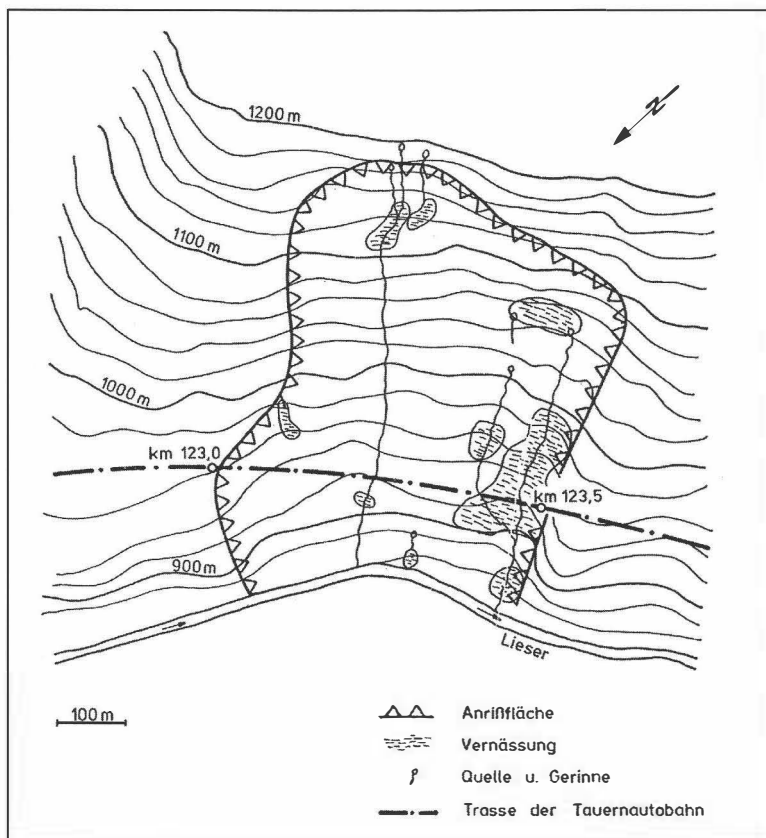 N
1200 m
1100 m
1000 m
km 123,0
km 123,5
900 m
Lieser
100 m
Anrißfläche
Vernässung
Quelle u. Gerinne
Trasse der Tauernautobahn